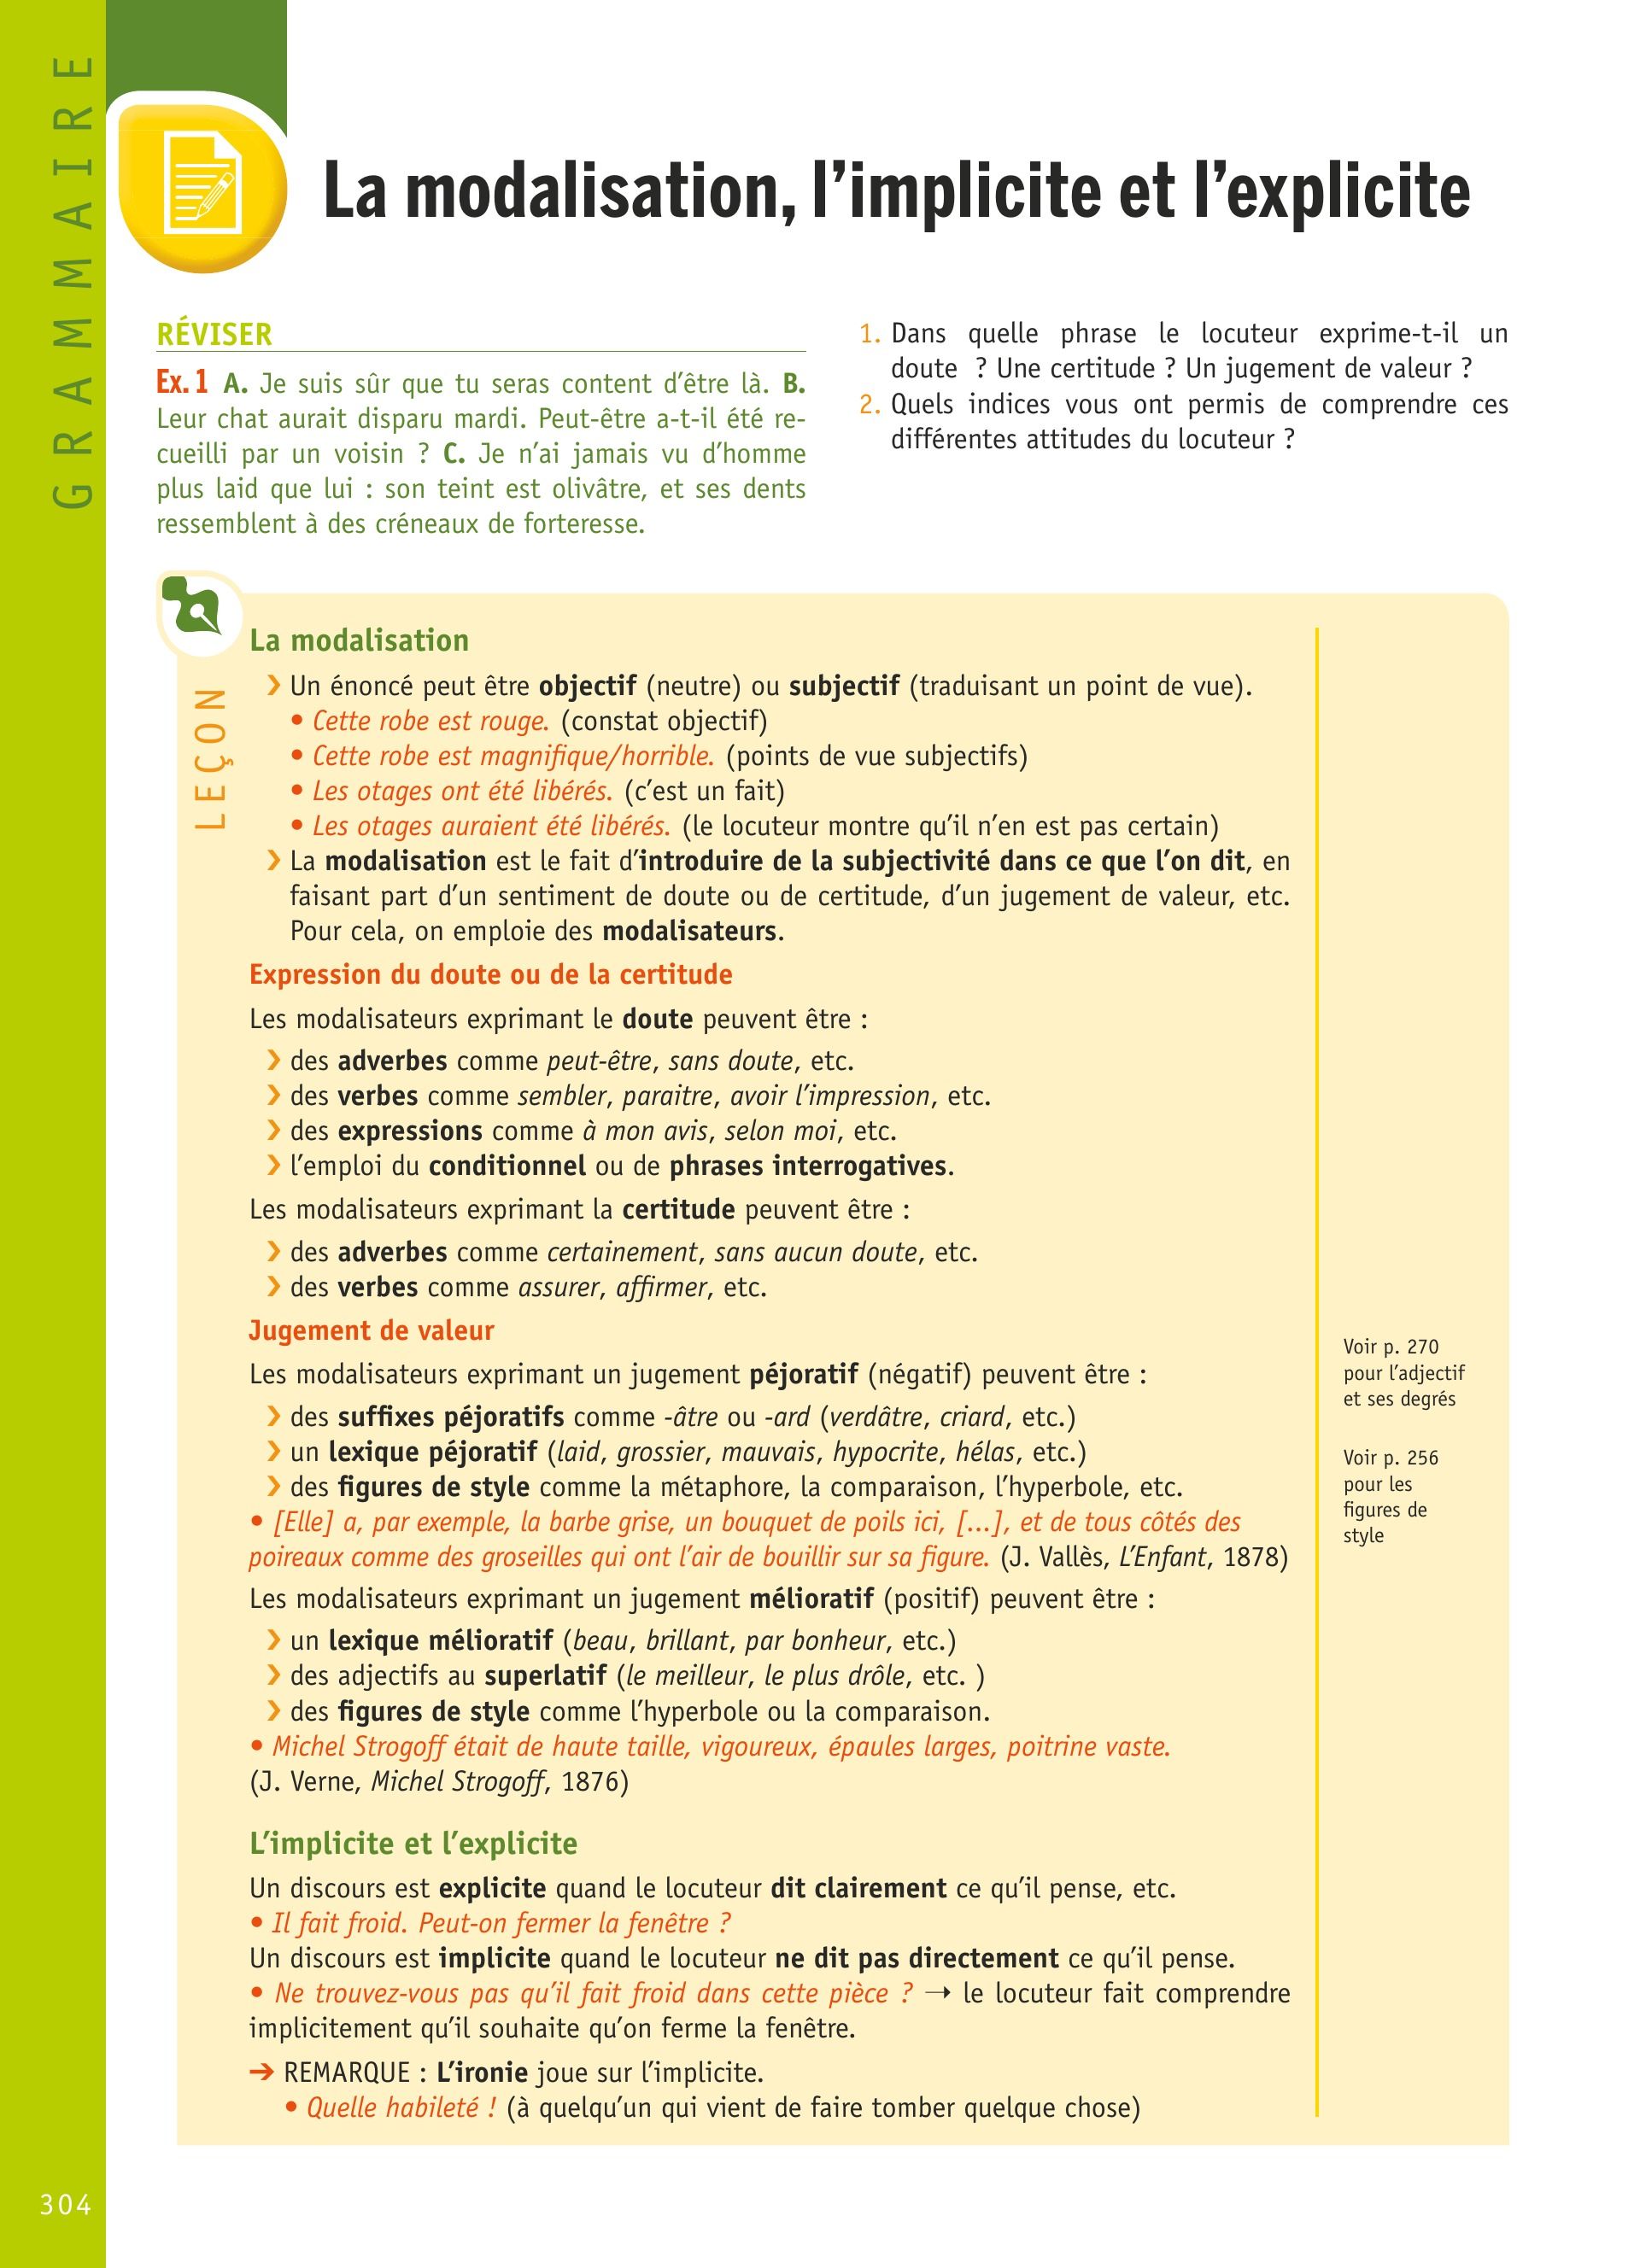 GRAMMAIRE
La modalisation, l’implicite et l’explicite
RÉVISER
Ex. 1 A. Je suis sûr que tu seras content d’être là. B.
Leur chat aurait disparu mardi. Peut-être a-t-il été re-
cueilli par un voisin ? C. Je n’ai jamais vu d’homme
plus laid que lui : son teint est olivâtre, et ses dents
ressemblent à des créneaux de forteresse.
1. Dans quelle phrase le locuteur exprime-t-il un
doute ? Une certitude ? Un jugement de valeur ?
2. Quels indices vous ont permis de comprendre ces
différentes attitudes du locuteur ?
LEÇON
La modalisation
❯ Un énoncé peut être objectif (neutre) ou subjectif (traduisant un point de vue).
• Cette robe est rouge. (constat objectif)
• Cette robe est magnifique/horrible. (points de vue subjectifs)
• Les otages ont été libérés. (c’est un fait)
• Les otages auraient été libérés. (le locuteur montre qu’il n’en est pas certain)
❯ La modalisation est le fait d’introduire de la subjectivité dans ce que l’on dit, en
faisant part d’un sentiment de doute ou de certitude, d’un jugement de valeur, etc.
Pour cela, on emploie des modalisateurs.
Expression du doute ou de la certitude
Les modalisateurs exprimant le doute peuvent être :
❯ des adverbes comme peut-être, sans doute, etc.
❯ des verbes comme sembler, paraitre, avoir l’impression, etc.
❯ des expressions comme à mon avis, selon moi, etc.
❯ l’emploi du conditionnel ou de phrases interrogatives.
Les modalisateurs exprimant la certitude peuvent être :
❯ des adverbes comme certainement, sans aucun doute, etc.
❯ des verbes comme assurer, affirmer, etc.
Jugement de valeur
Les modalisateurs exprimant un jugement péjoratif (négatif) peuvent être :
❯ des suffixes péjoratifs comme -âtre ou -ard (verdâtre, criard, etc.)
❯ un lexique péjoratif (laid, grossier, mauvais, hypocrite, hélas, etc.)
❯ des figures de style comme la métaphore, la comparaison, l’hyperbole, etc.
• [Elle] a, par exemple, la barbe grise, un bouquet de poils ici, [...], et de tous côtés des
poireaux comme des groseilles qui ont l’air de bouillir sur sa figure. (J. Vallès, L’Enfant, 1878)
Les modalisateurs exprimant un jugement mélioratif (positif) peuvent être :
❯ un lexique mélioratif (beau, brillant, par bonheur, etc.)
❯ des adjectifs au superlatif (le meilleur, le plus drôle, etc. )
❯ des figures de style comme l’hyperbole ou la comparaison.
• Michel Strogoff était de haute taille, vigoureux, épaules larges, poitrine vaste.
(J. Verne, Michel Strogoff, 1876)
L’implicite et l’explicite
Un discours est explicite quand le locuteur dit clairement ce qu’il pense, etc.
• Il fait froid. Peut-on fermer la fenêtre ?
Un discours est implicite quand le locuteur ne dit pas directement ce qu’il pense.
• Ne trouvez-vous pas qu’il fait froid dans cette pièce ? → le locuteur fait comprendre
implicitement qu’il souhaite qu’on ferme la fenêtre.
➔ REMARQUE : L’ironie joue sur l’implicite.
• Quelle habileté ! (à quelqu’un qui vient de faire tomber quelque chose)
Voir p. 270
pour l’adjectif
et ses degrés
Voir p. 256
pour les
figures de
style
304